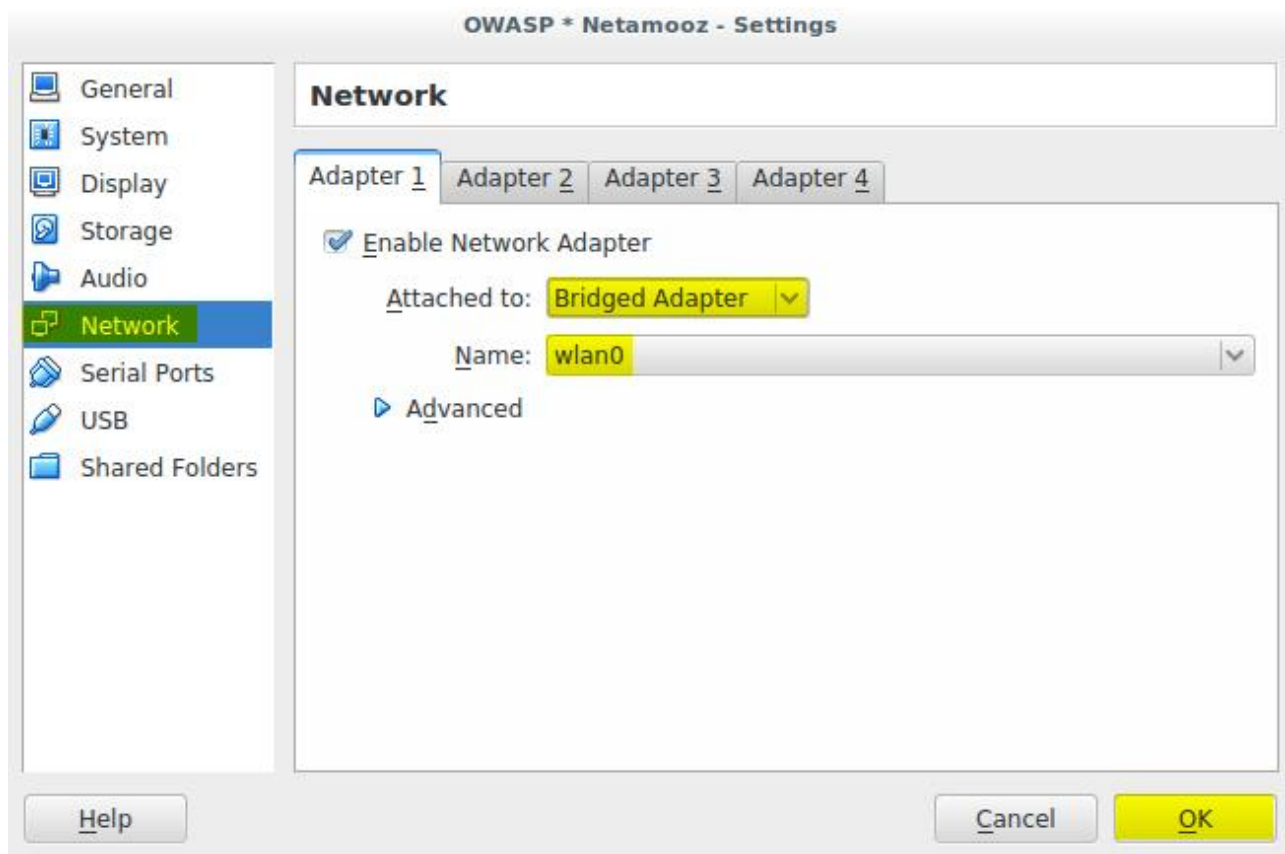 OWASP * Netamooz - Settings
General
System
Display
Storage
Audio
Network
Serial Ports
USB
Shared Folders
Network
Adapter 1 Adapter 2 Adapter 3 Adapter 4
Enable Network Adapter
Attached to: Bridged Adapter
Name: wlan0
Advanced
Help Cancel OK